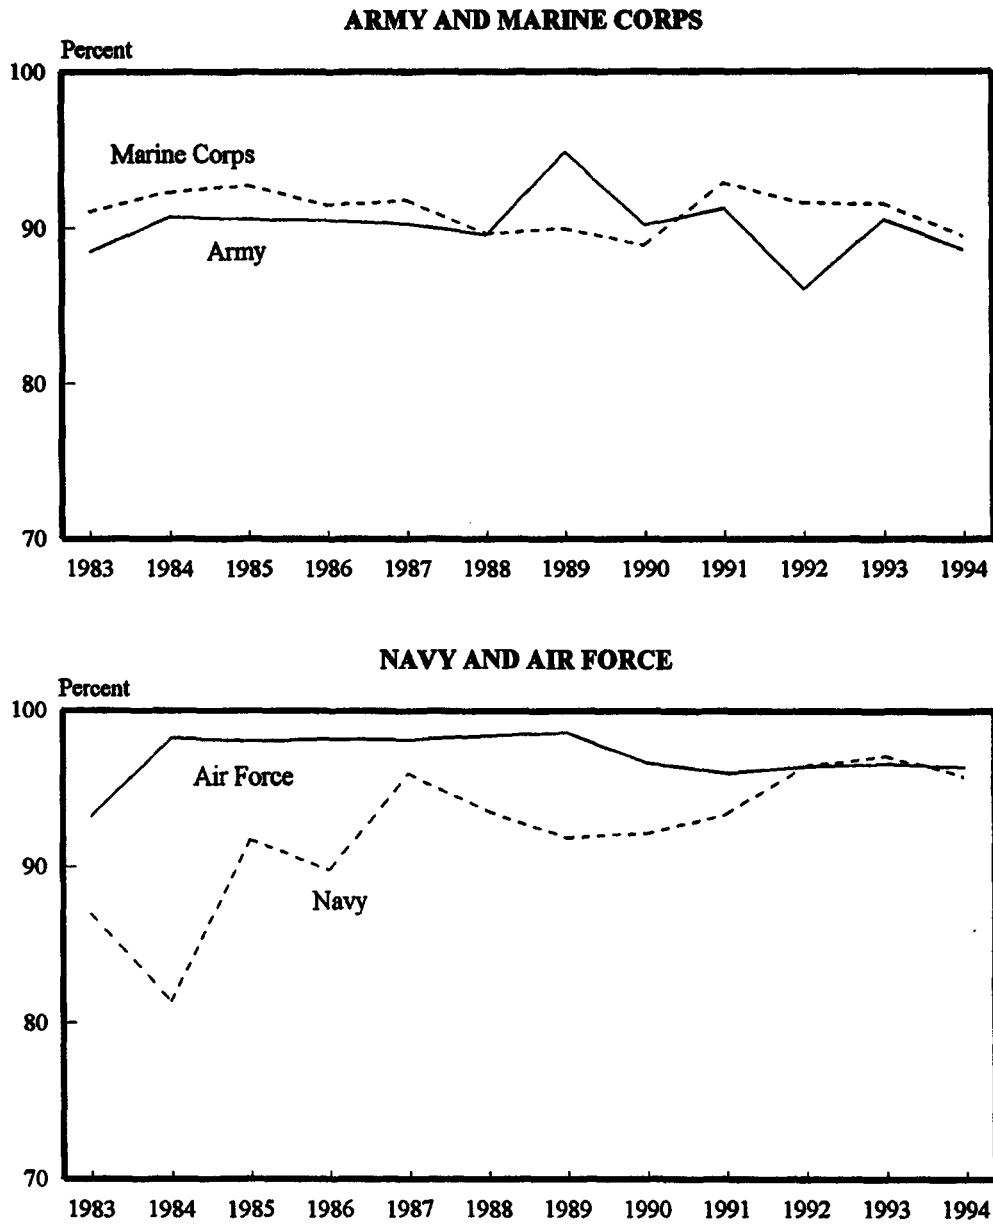 ARMY AND MARINE CORPS
Percent
100
Marine Corps
90
Army
80
70
1983 1984 1985 1986 1987 1988 1989 1990 1991 1992 1993 1994
NAVY AND AIR FORCE
Percent
100
Air Force
90
Navy
80
70
1983 1984 1985 1986 1987 1988 1989 1990 1991 1992 1993 1994